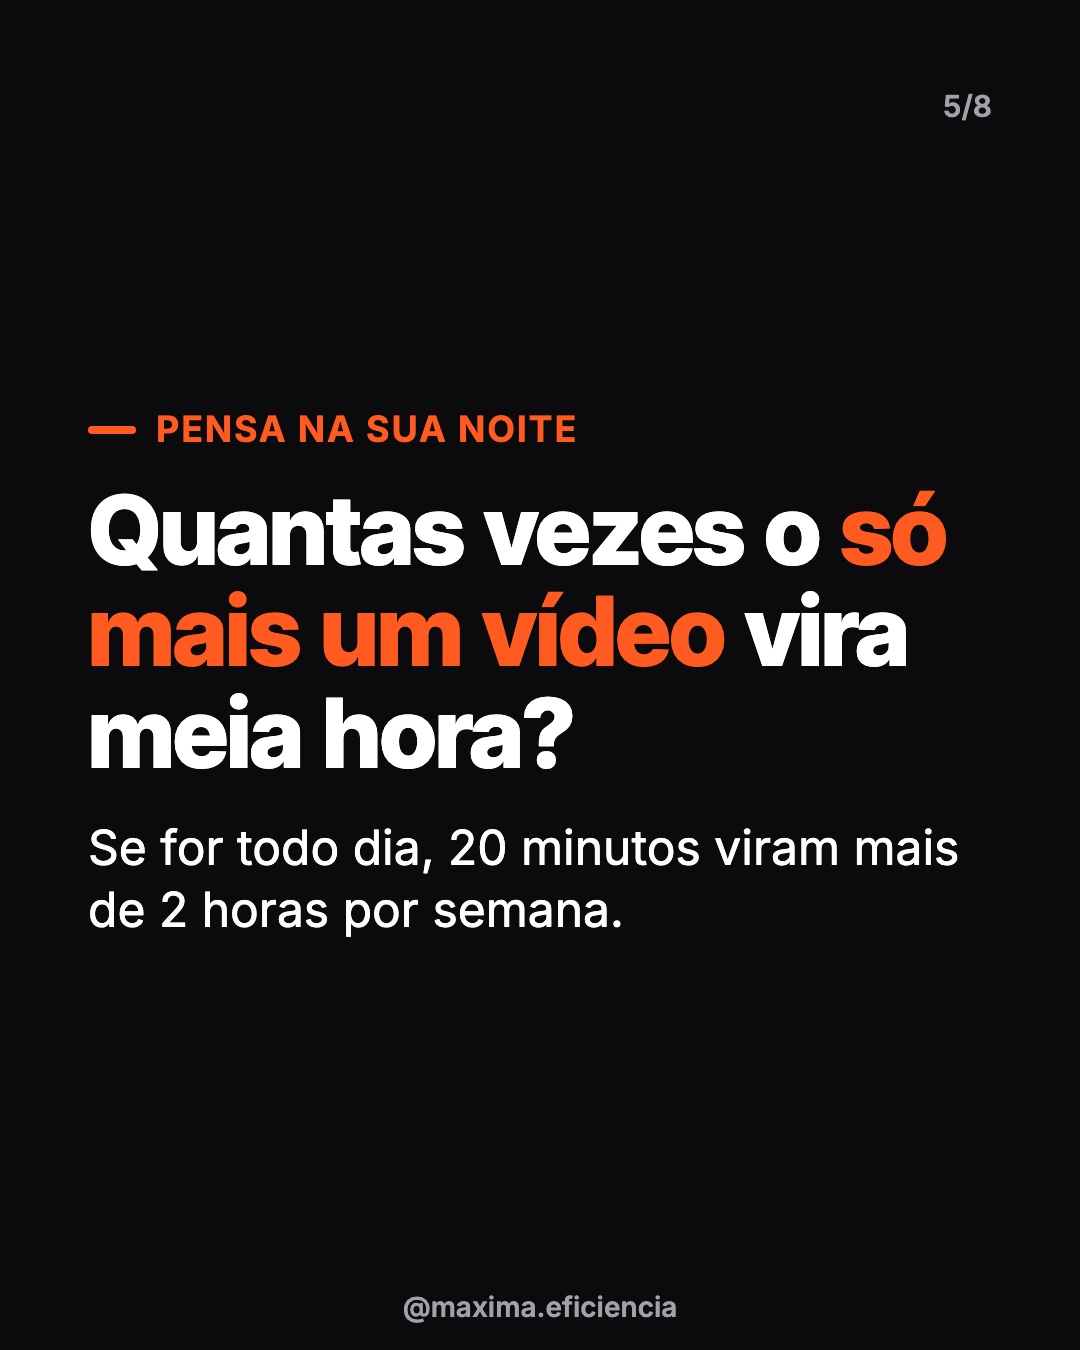 5/8
PENSA NA SUA NOITE
Quantas vezes o só
mais um vídeo vira
meia hora?
Se for todo dia, 20 minutos viram mais
de 2 horas por semana.
@maxima.eficiencia